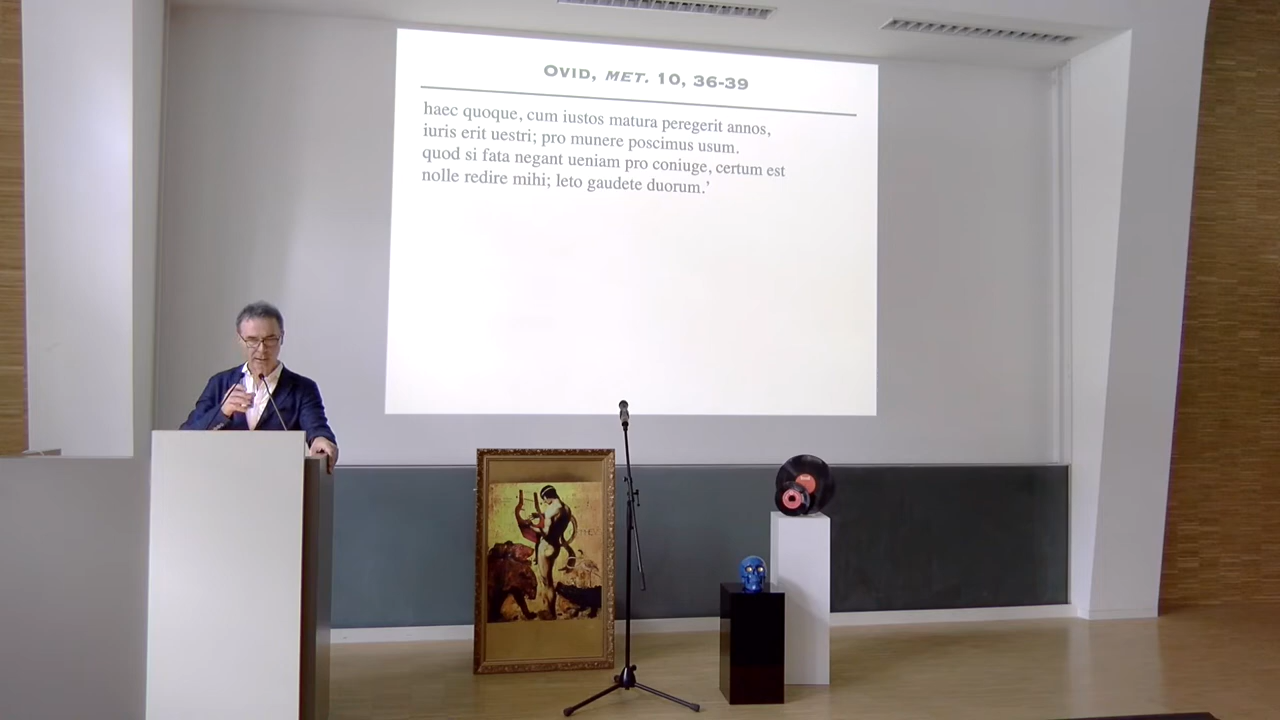 OVID, MET. 10, 36-39
haec quoque, cum iustos matura peregerit annos,
iuris erit uestri; pro munere poscimus usum.
quod si fata negant ueniam pro coniuge, certum est
nolle redire mihi; leto gaudete duorum.’